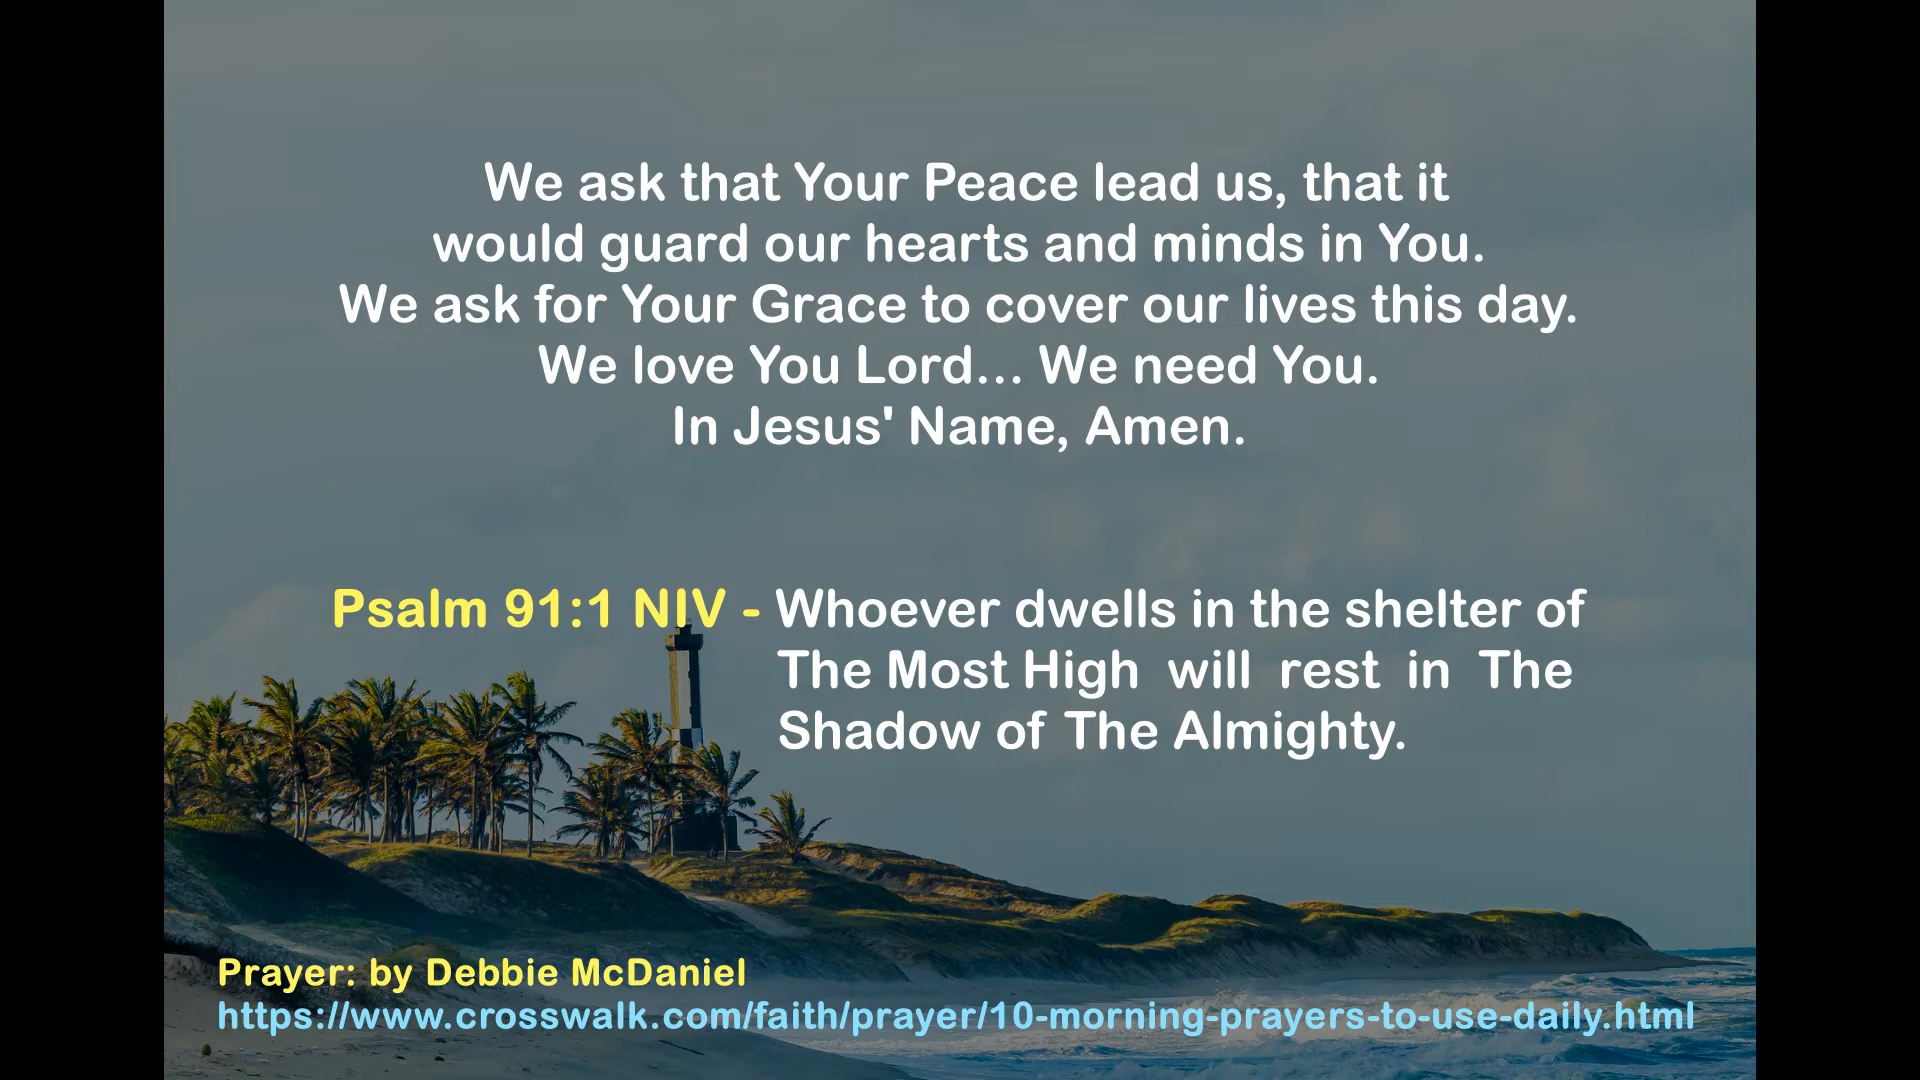 We ask that Your Peace lead us, that it
would guard our hearts and minds in You.
We ask for Your Grace to cover our lives this day.
We love You Lord... We need You.
In Jesus' Name, Amen.
Psalm 91:1 NIV - Whoever dwells in the shelter of
The Most High will rest in The
Shadow of The Almighty.
Prayer: by Debbie McDaniel
https://www.crosswalk.com/faith/prayer/10-morning-prayers-to-use-daily.html